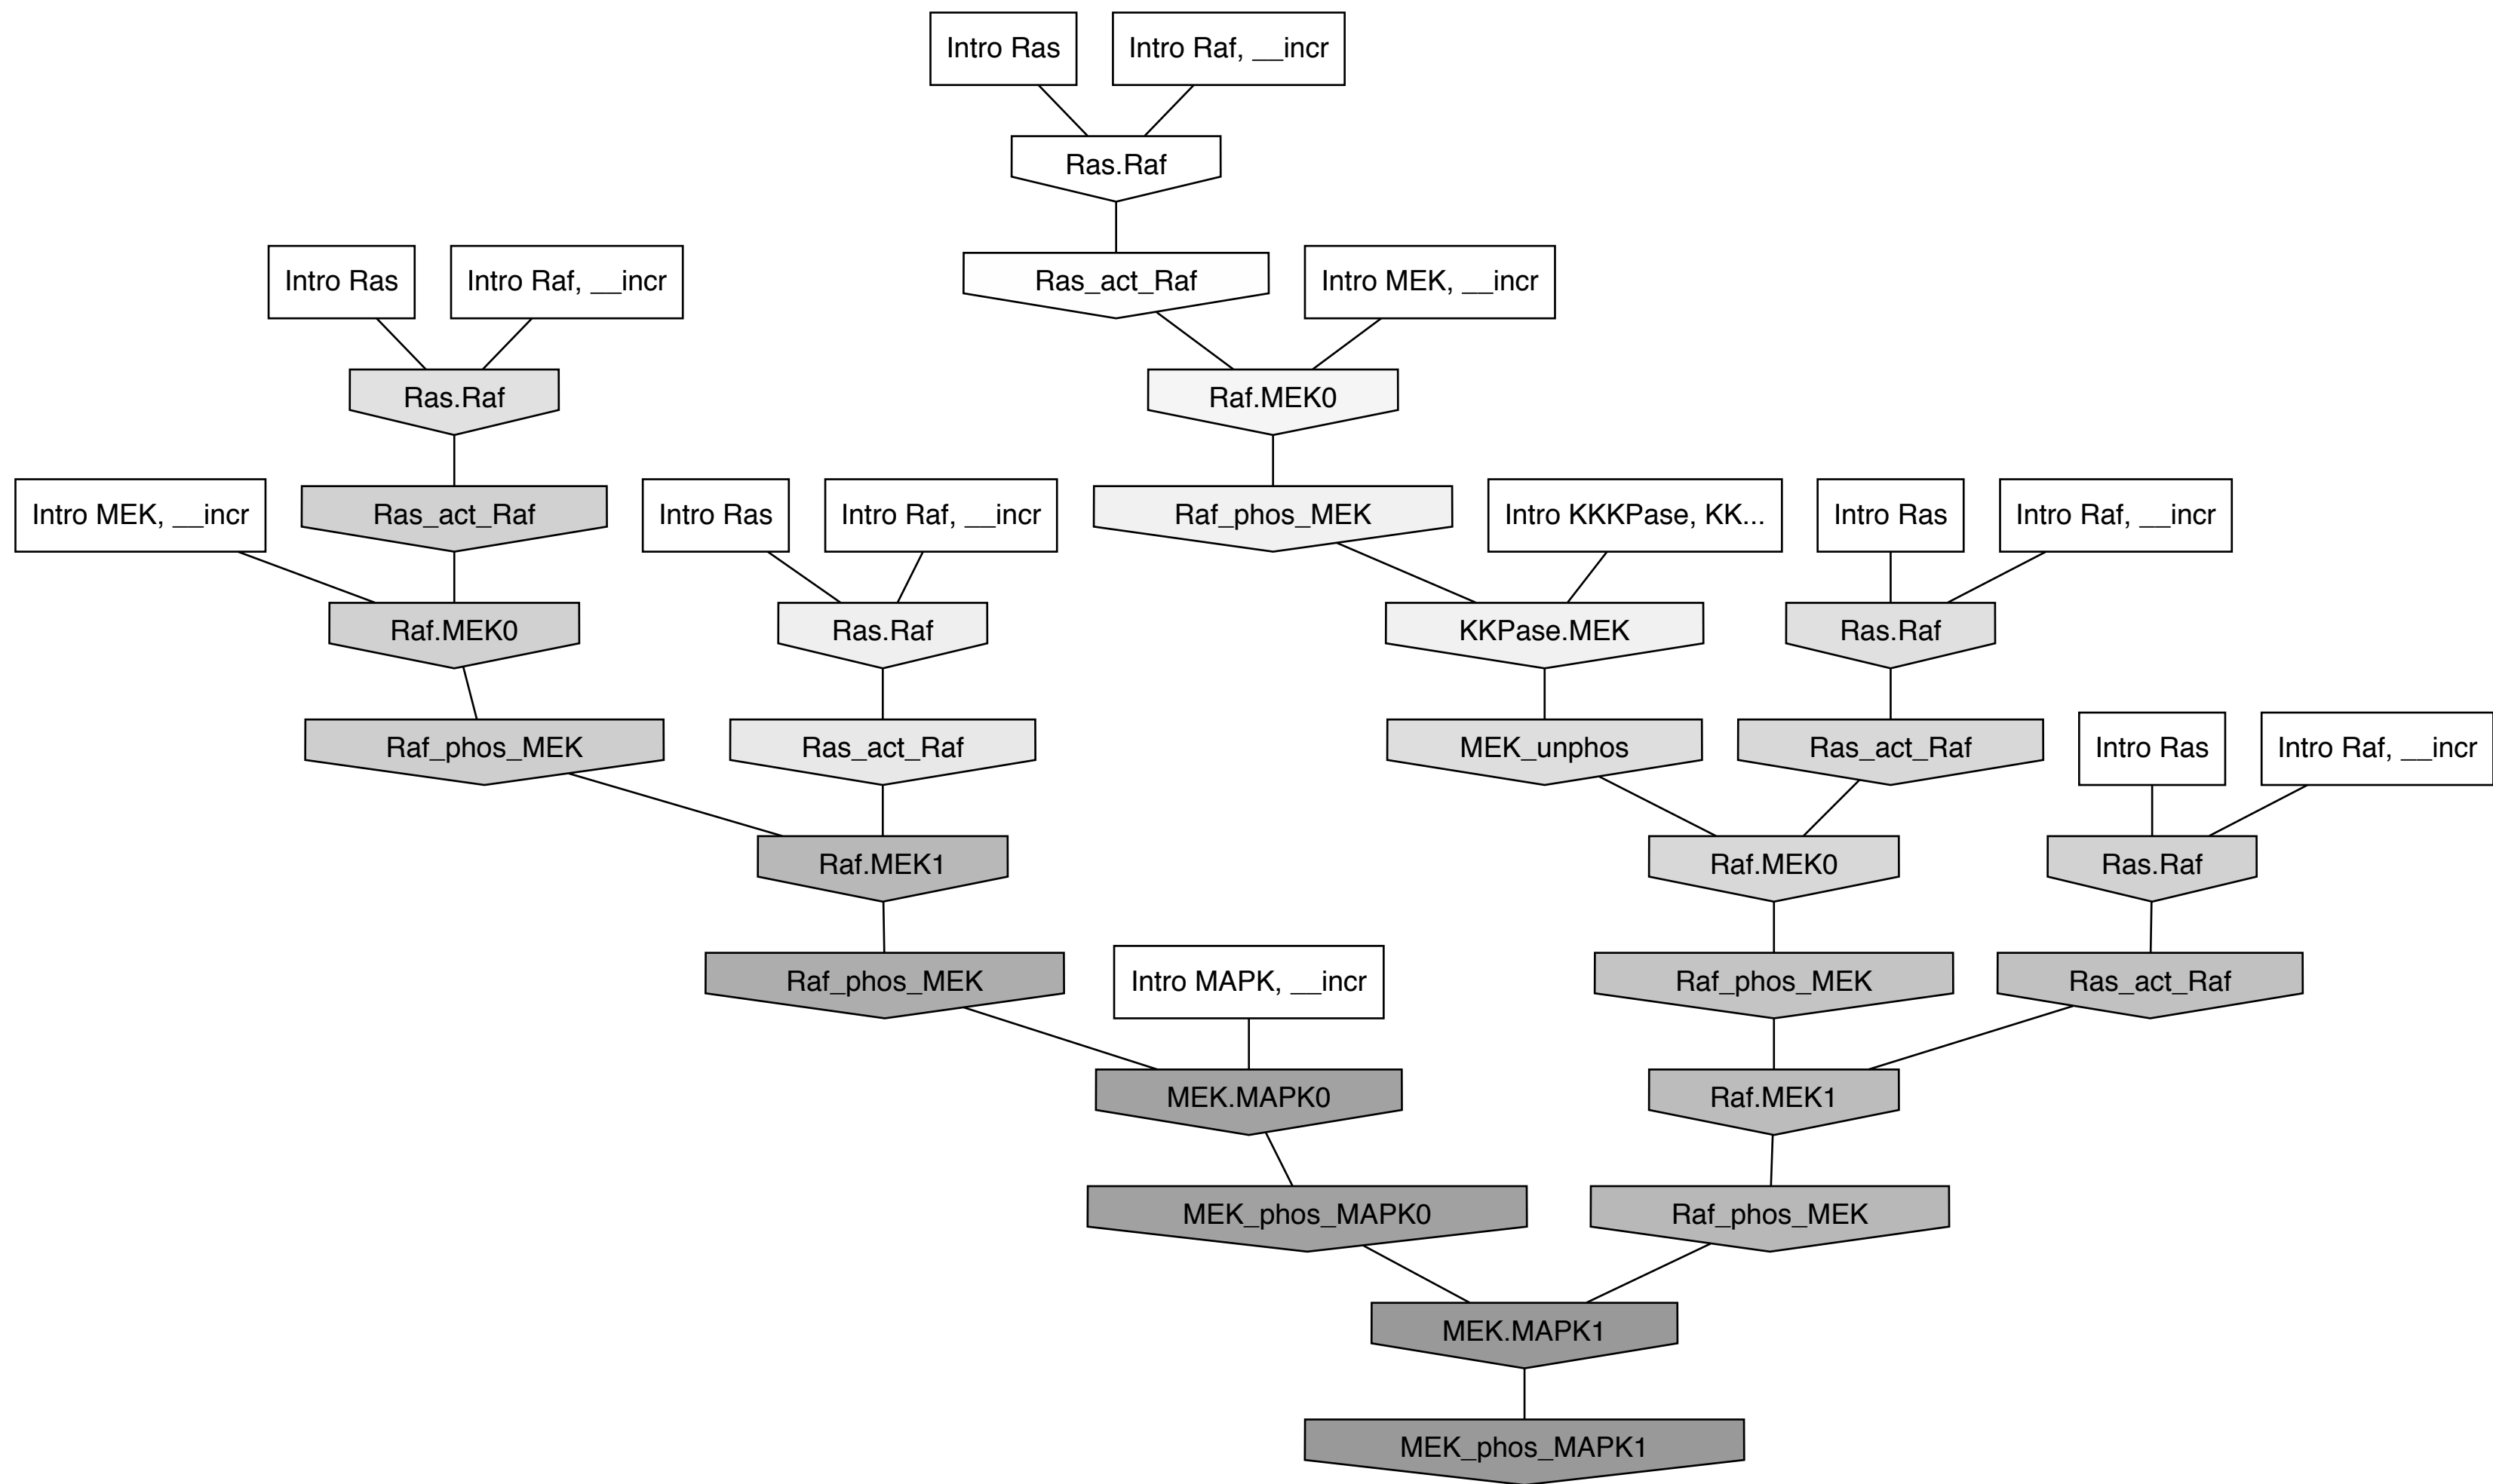 Intro Ras
Intro Raf, __incr
Ras.Raf
Intro Ras
Intro Raf, __incr
Ras_act_Raf
Intro MEK, __incr
Ras.Raf
Raf.MEK0
Intro MEK, __incr
Ras_act_Raf
Intro Ras
Intro Raf, __incr
Raf_phos_MEK
Intro KKKPase, KK...
Intro Ras
Intro Raf, __incr
Raf.MEK0
Ras.Raf
KKPase.MEK
Ras.Raf
Raf_phos_MEK
Ras_act_Raf
MEK_unphos
Ras_act_Raf
Intro Ras
Intro Raf, __incr
Raf.MEK1
Raf.MEK0
Ras.Raf
Raf_phos_MEK
Intro MAPK, __incr
Raf_phos_MEK
Ras_act_Raf
MEK.MAPK0
Raf.MEK1
MEK_phos_MAPK0
Raf_phos_MEK
MEK.MAPK1
MEK_phos_MAPK1